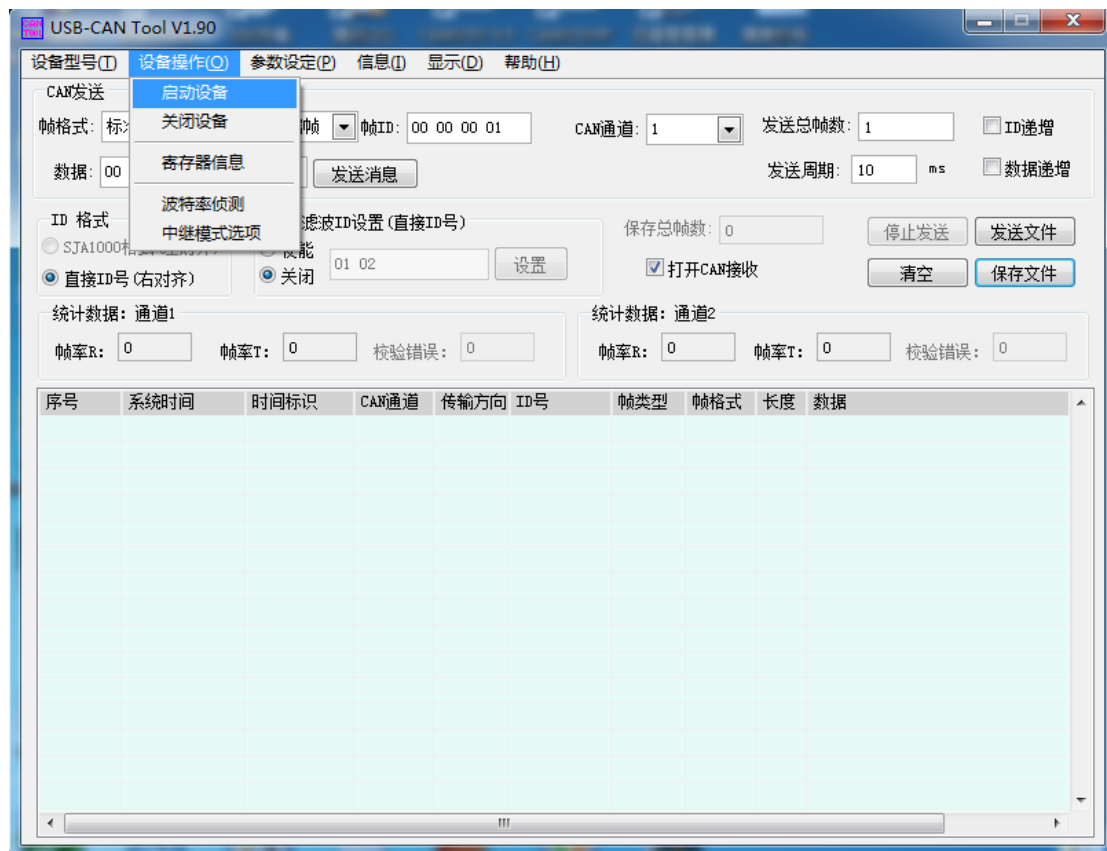 USB-CAN Tool V1.90
设备型号(T) 设备操作(O) 参数设定(P) 信息(I) 显示(D) 帮助(H)
启动设备
关闭设备
寄存器信息
波特率侦测
中继模式选项
CAN发送
帧格式: 帧ID: 00 00 00 01 CAN通道: 1 发送总帧数: 1 ID递增
数据: 00 发送消息 发送周期: 10 ms 数据递增
ID 格式 滤波ID设置(直接ID号) 保存总帧数: 0 停止发送 发送文件
SJA1000
直接ID号(右对齐) 关闭 01 02 设置 打开CAN接收 清空 保存文件
统计数据: 通道1 统计数据: 通道2
帧率R: 0 帧率T: 0 校验错误: 0 帧率R: 0 帧率T: 0 校验错误: 0
序号 系统时间 时间标识 CAN通道 传输方向 ID号 帧类型 帧格式 长度 数据